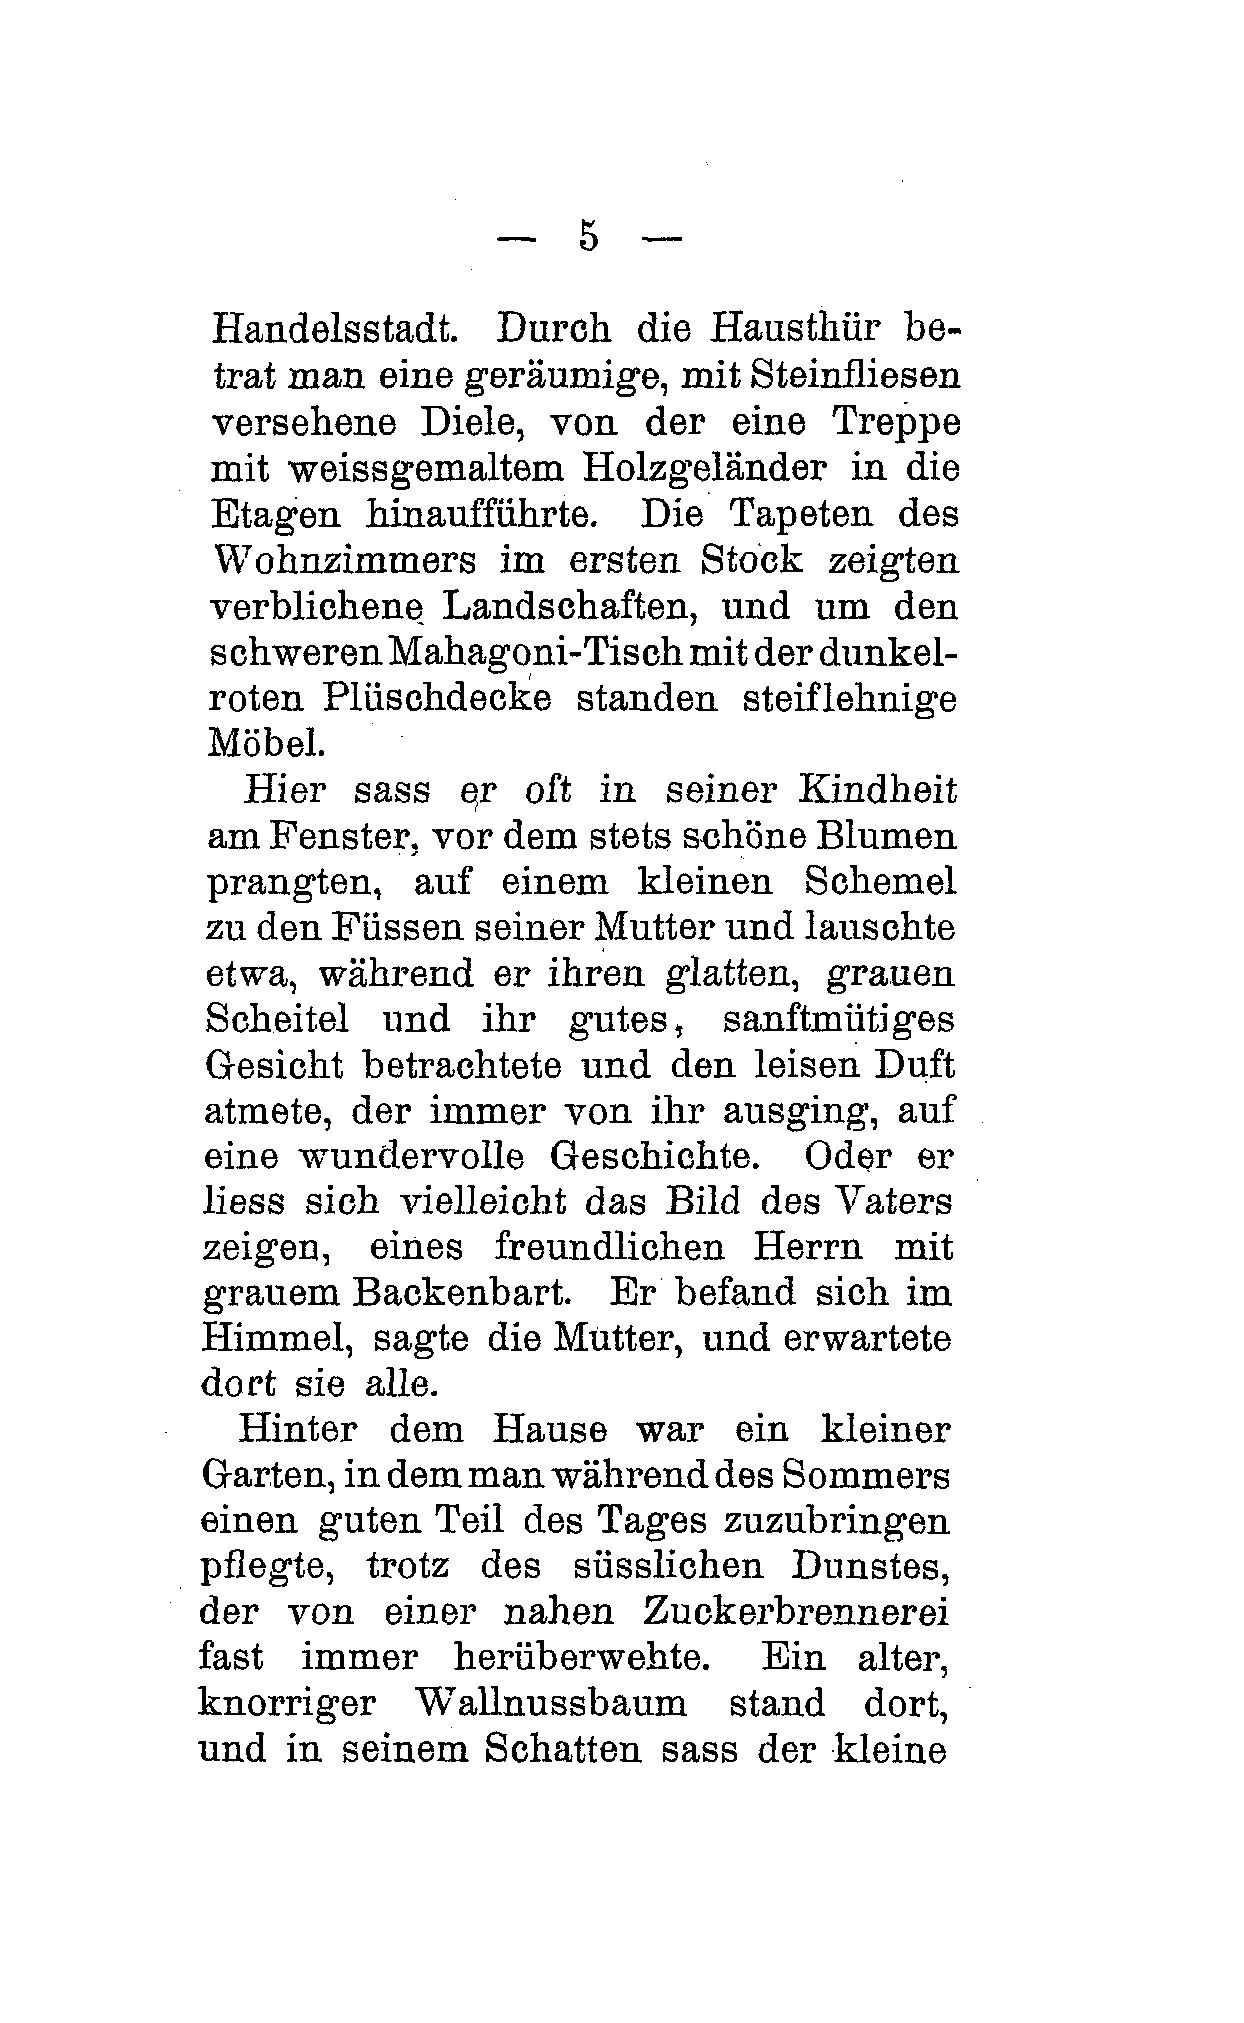 — 5 —
Handelsstadt. Durch die Hausthür be-
trat man eine geräumige, mit Steinfliesen
versehene Diele, von der eine Treppe
mit weissgemaltem Holzgeländer in die
Etagen hinaufführte. Die Tapeten des
Wohnzimmers im ersten Stock zeigten
verblichene Landschaften, und um den
schweren Mahagoni-Tisch mit der dunkel-
roten Plüschdecke standen steiflehnige
Möbel.
Hier sass er oft in seiner Kindheit
am Fenster, vor dem stets schöne Blumen
prangten, auf einem kleinen Schemel
zu den Füssen seiner Mutter und lauschte
etwa, während er ihren glatten, grauen
Scheitel und ihr gutes, sanftmütiges
Gesicht betrachtete und den leisen Duft
atmete, der immer von ihr ausging, auf
eine wundervolle Geschichte. Oder er
liess sich vielleicht das Bild des Vaters
zeigen, eines freundlichen Herrn mit
grauem Backenbart. Er befand sich im
Himmel, sagte die Mutter, und erwartete
dort sie alle.
Hinter dem Hause war ein kleiner
Garten, in dem man während des Sommers
einen guten Teil des Tages zuzubringen
pflegte, trotz des süsslichen Dunstes,
der von einer nahen Zuckerbrennerei
fast immer herüberwehte. Ein alter,
knorriger Wallnussbaum stand dort,
und in seinem Schatten sass der kleine